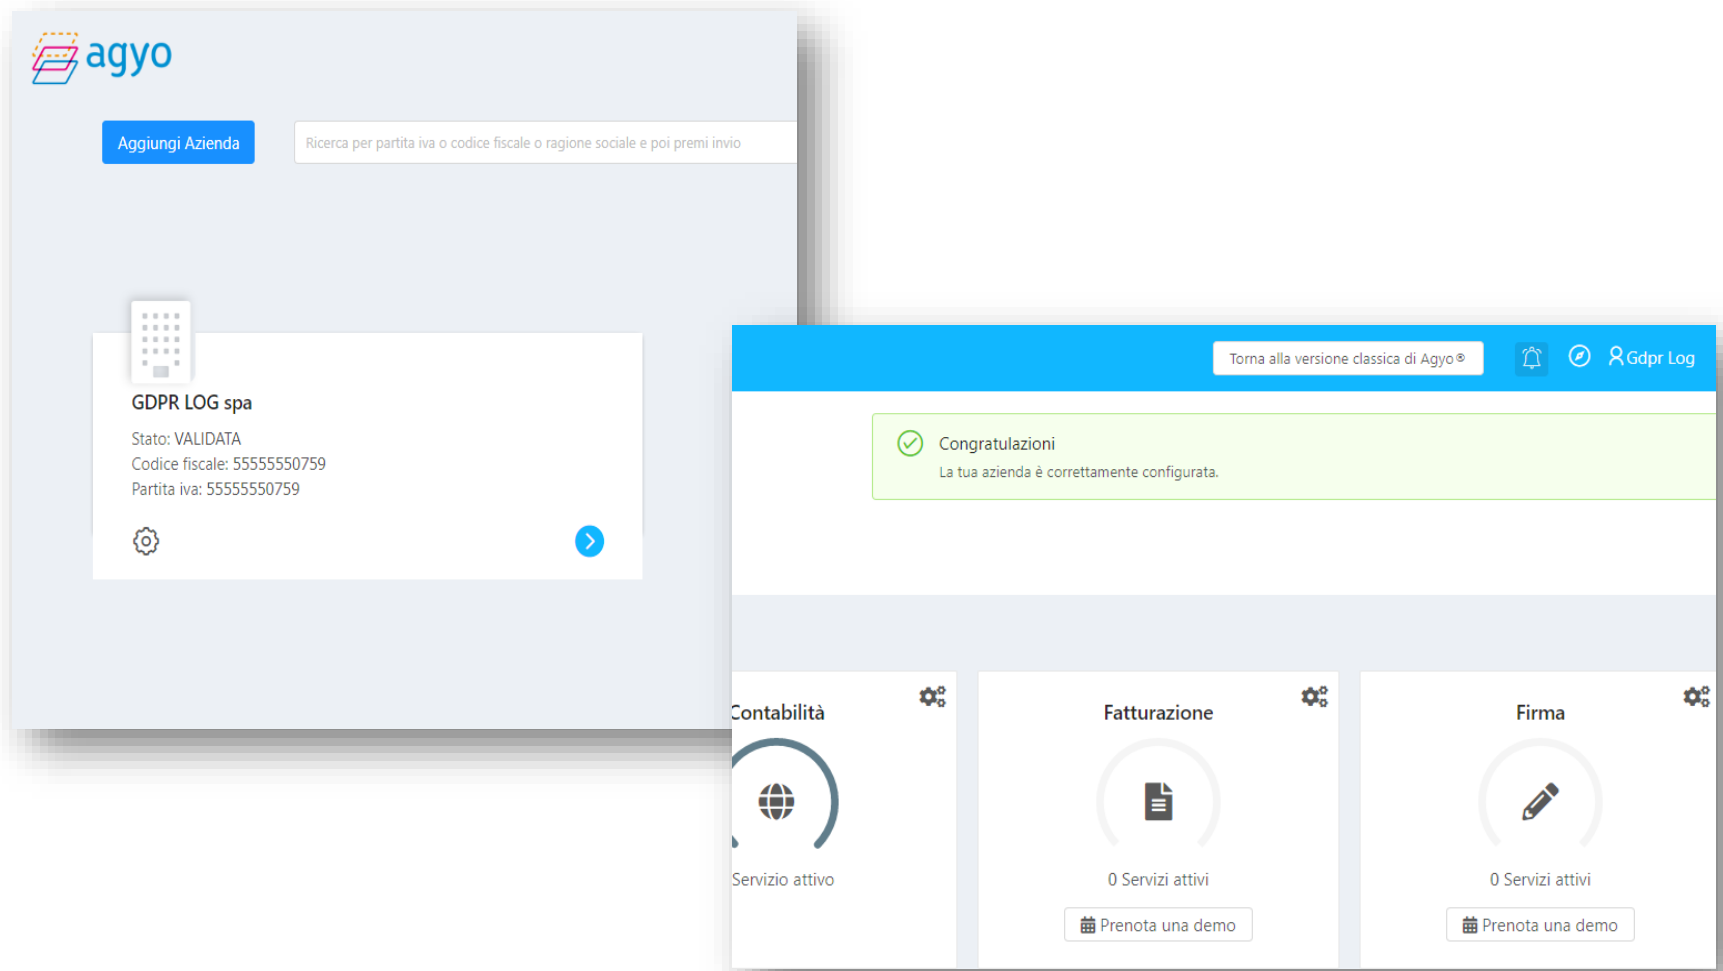 agyo
Aggiungi Azienda
Ricerca per partita iva o codice fiscale o ragione sociale e poi premi invio
GDPR LOG spa
Stato: VALIDATA
Codice fiscale: 55555550759
Partita iva: 55555550759
Torna alla versione classica di Agyo®
Gdpr Log
Congratulazioni
La tua azienda è correttamente configurata.
Contabilità
Servizio attivo
Fatturazione
0 Servizi attivi
Prenota una demo
Firma
0 Servizi attivi
Prenota una demo